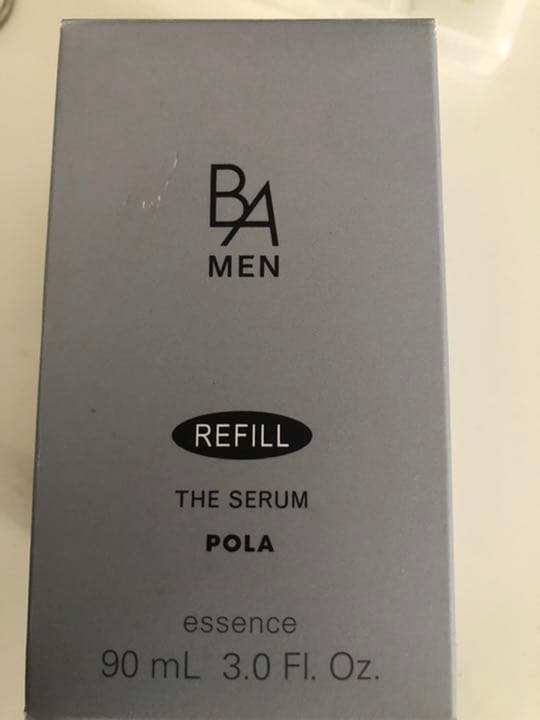 BA
MEN
REFILL
THE SERUM
POLA
essence
90 mL 3.0 Fl. Oz.